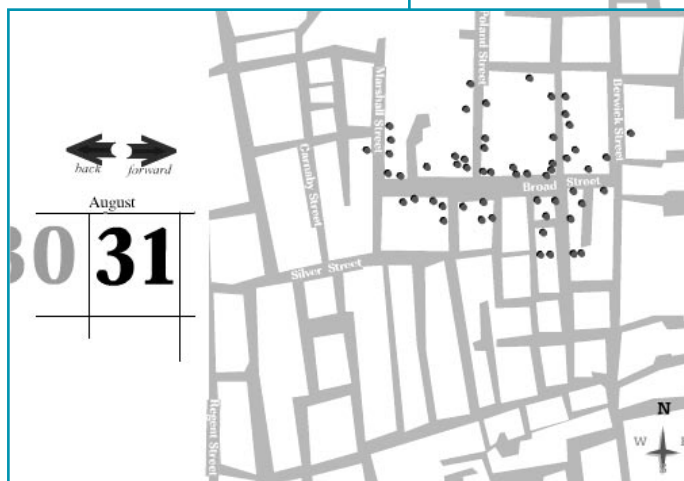 back forward
August
30 31
Regent Street
Carnaby Street
Silver Street
Marshall Street
Poland Street
Broad Street
Berwick Street
N
W
S